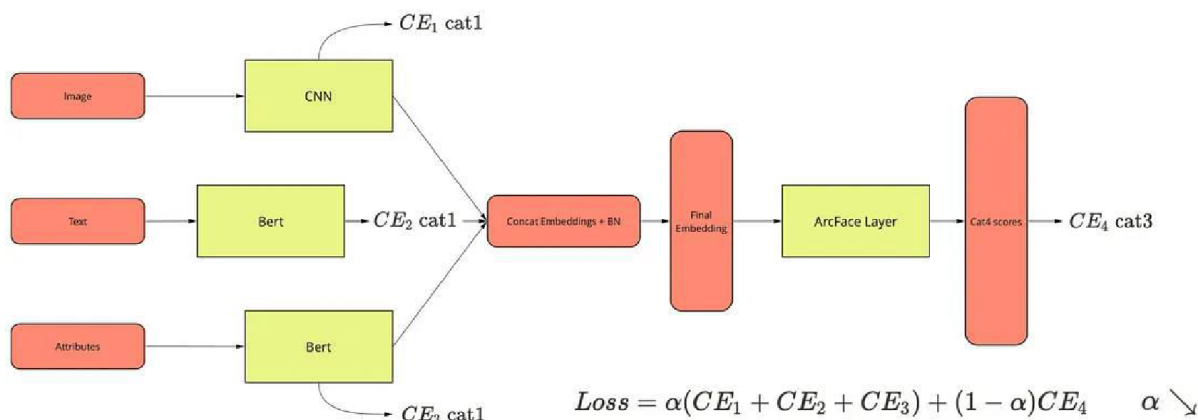 CE₁ cat1
Image
CNN
Text
Bert
CE₂ cat1
Concat Embeddings + BN
Final
Embedding
ArcFace Layer
Cat4 scores
CE₄ cat3
Attributes
Bert
CE₃ cat1
Loss = α(CE₁ + CE₂ + CE₃) + (1 − α)CE₄ α ↘